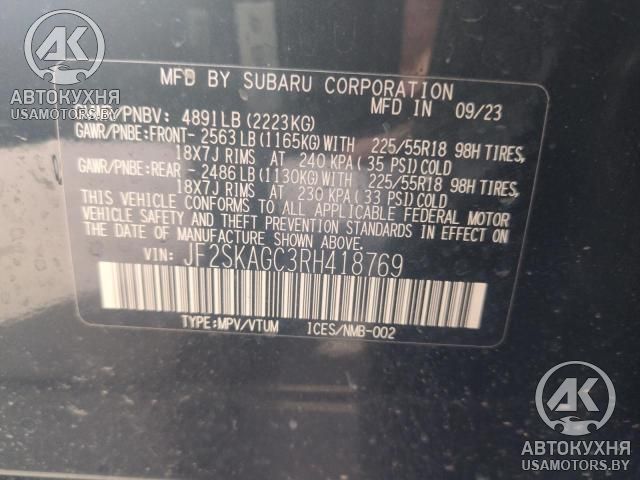 AK
АВТОКУХНЯ
USAMOTORS.BY
MFD BY SUBARU CORPORATION
GVWR/PNBV: 4891LB (2223KG) MFD IN 09/23
GAWR/PNBE:FRONT- 2563LB (1165KG)WITH 225/55R18 98H TIRES,
18X7J RIMS AT 240 KPA (35 PSI)COLD
GAWR/PNBE:REAR - 2486LB (1130KG)WITH 225/55R18 98H TIRES,
18X7J RIMS AT 230 KPA (33 PSI)COLD
THIS VEHICLE CONFORMS TO ALL APPLICABLE FEDERAL MOTOR
VEHICLE SAFETY AND THEFT PREVENTION STANDARDS IN EFFECT
ON THE DATE OF MANUFACTURE SHOWN ABOVE.
VIN: JF2SKAGC3RH418769
TYPE:MPV/VTUM ICES/NMB-002
AK
АВТОКУХНЯ
USAMOTORS.BY